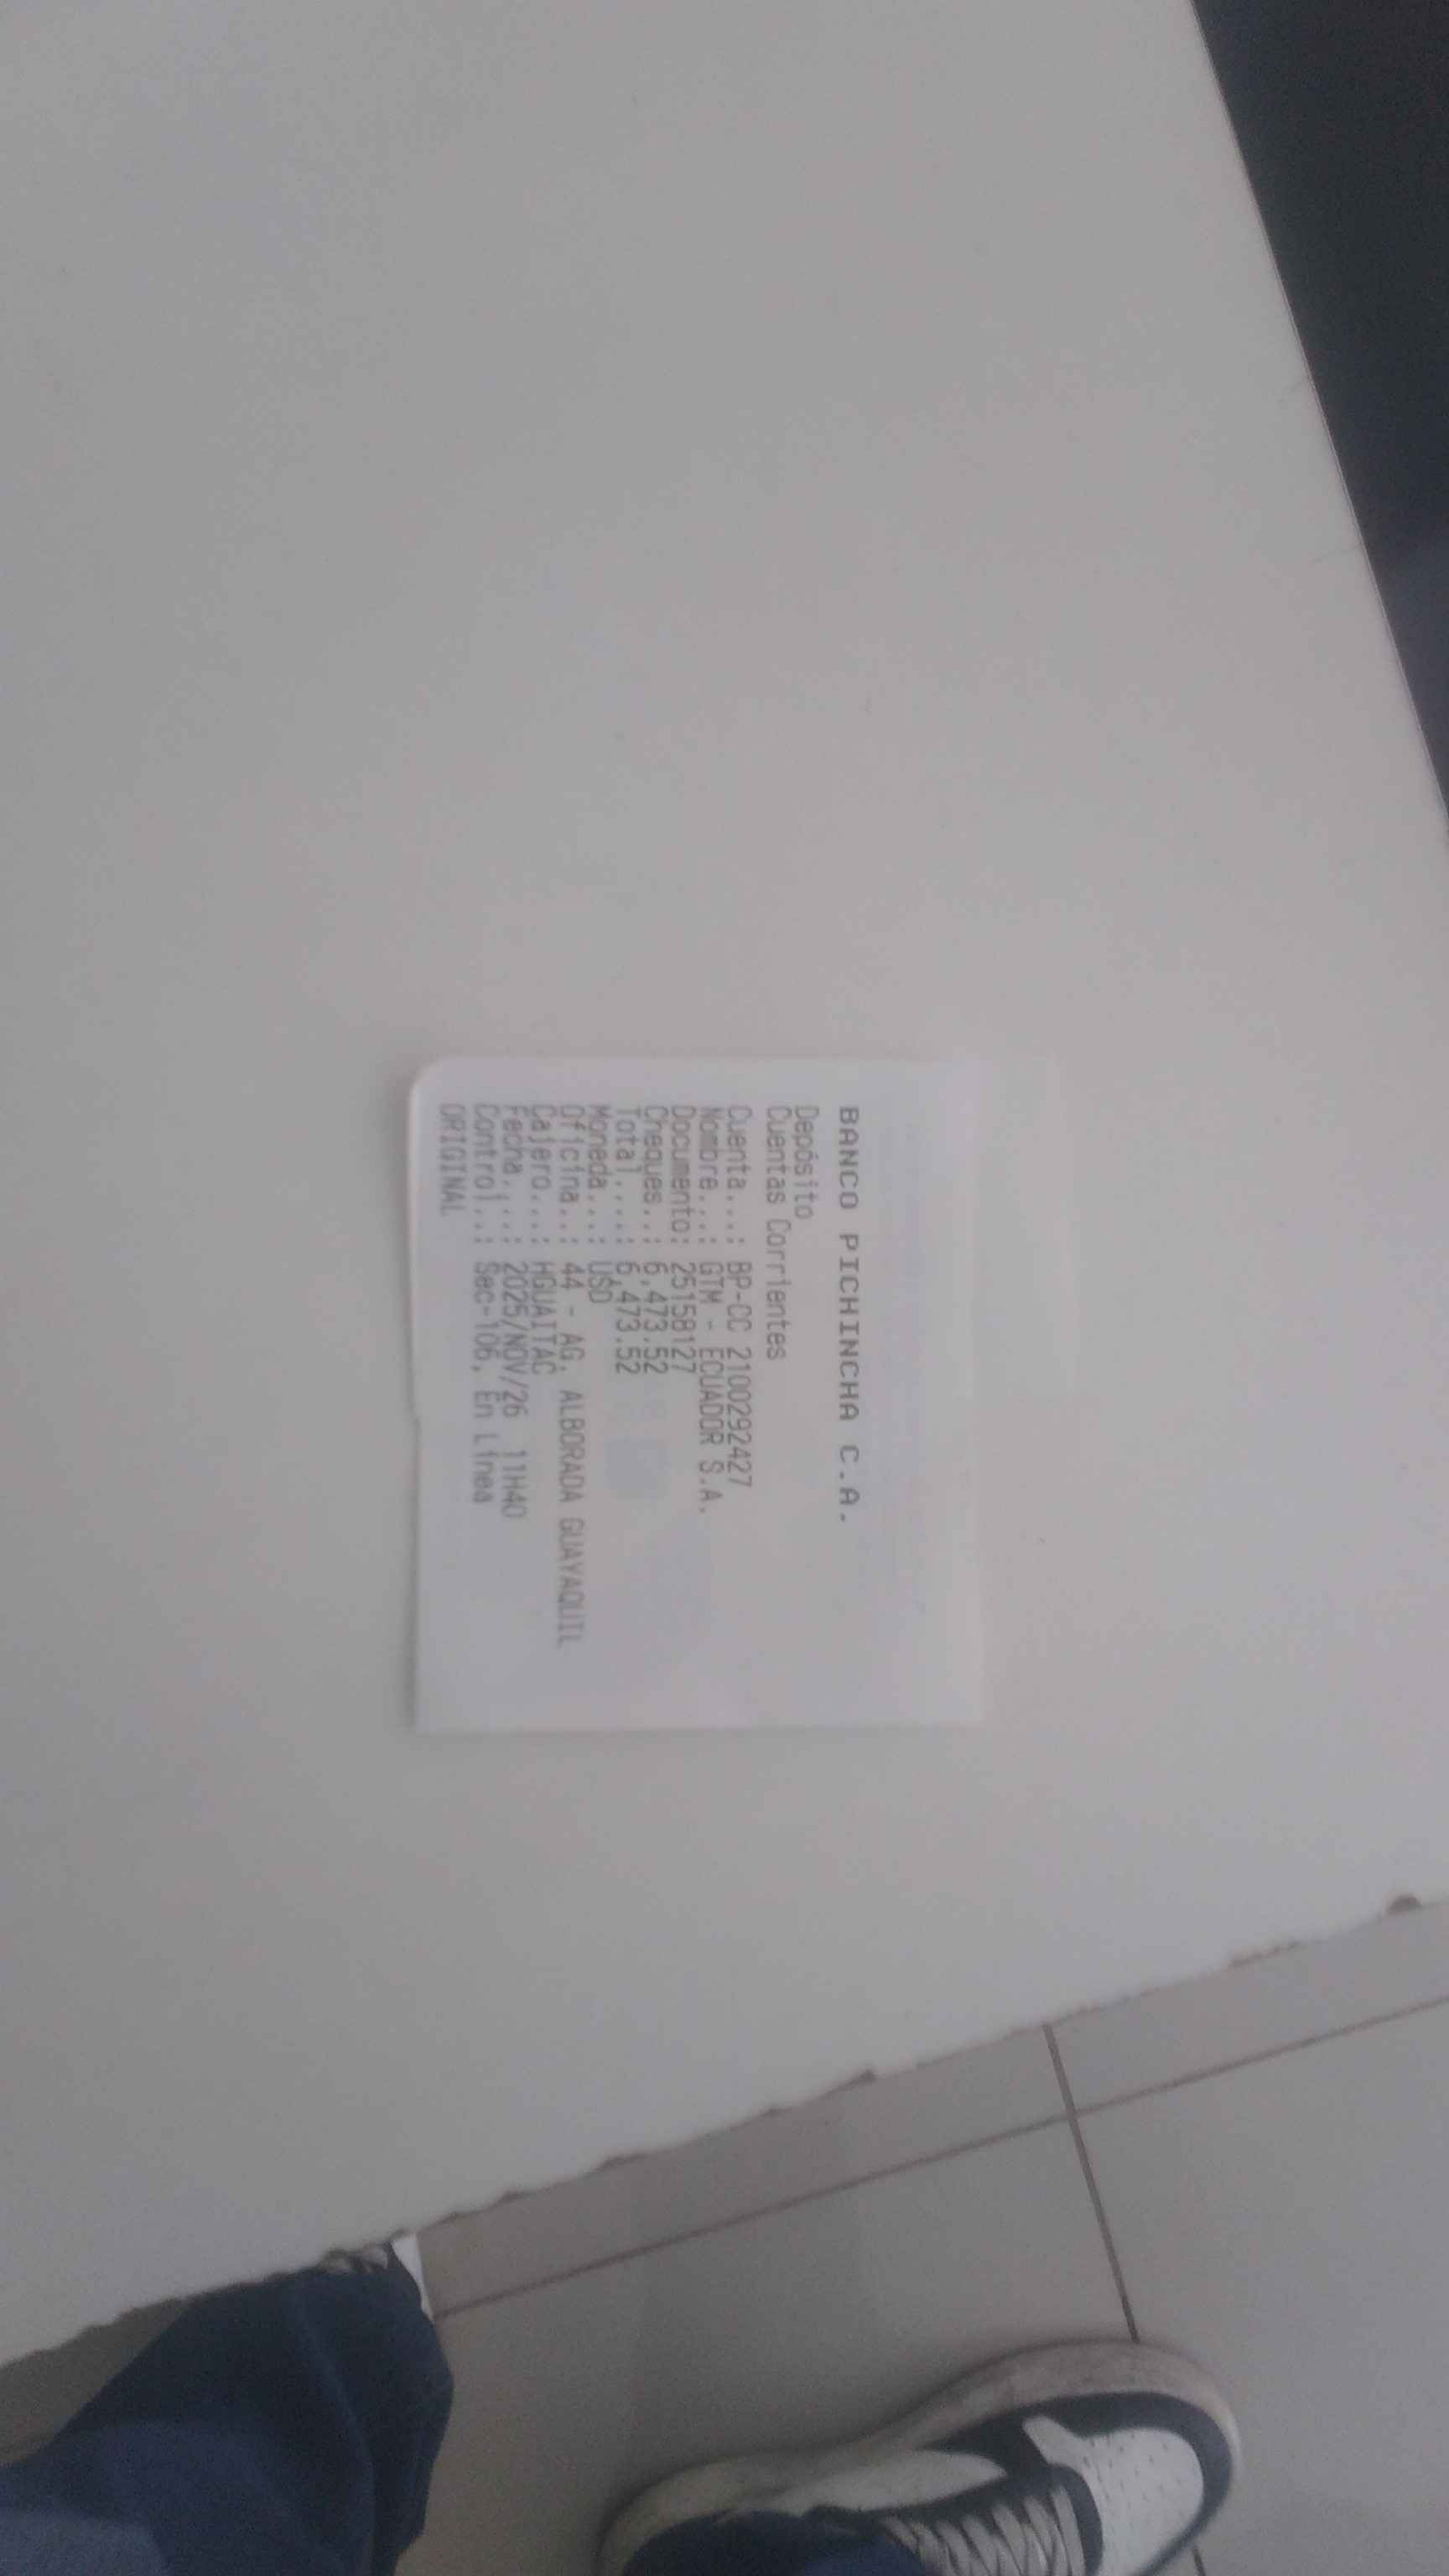 BANCO PICHINCHA C.A.
Depósito
Cuentas Corrientes
Cuenta...: BP-CC 2100292427
Nombre...: GTM - ECUADOR S.A.
Documento: 25158127
Cheques..: 6,473.52
Total....: 6,473.52
Moneda...: USD
Oficina..: 44 - AG. ALBORADA GUAYAQUIL
Cajero...: HGUAITAC
Fecha....: 2025/NOV/26 11H40
Control..: Sec-106, En Línea
ORIGINAL